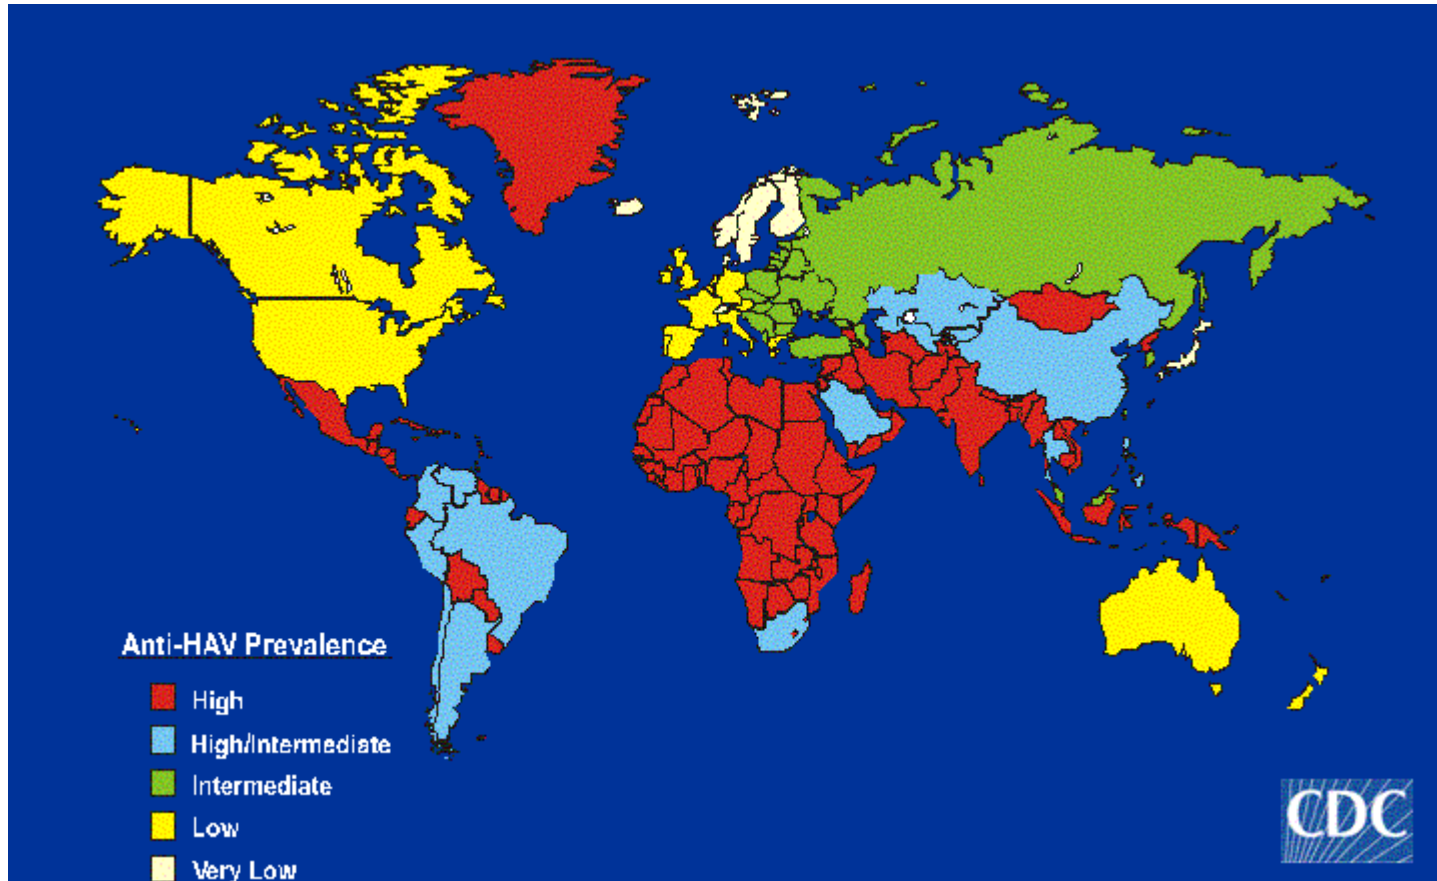 Anti-HAV Prevalence
High
High/Intermediate
Intermediate
Low
Very Low
CDC